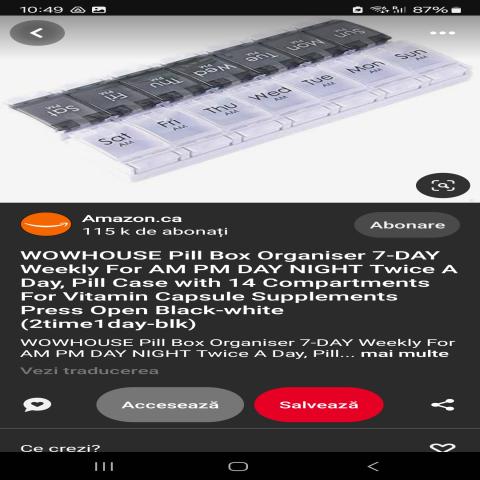 10:49 87%
Sun Mon Tue Wed Thu Fri Sat
PM PM PM PM PM PM PM
Sat Fri Thu Wed Tue Mon Sun
AM AM AM AM AM AM AM
Amazon.ca
115 k de abonați
Abonare
WOWHOUSE Pill Box Organiser 7-DAY
Weekly For AM PM DAY NIGHT Twice A
Day, Pill Case with 14 Compartments
For Vitamin Capsule Supplements
Press Open Black-white
(2time1day-blk)
WOWHOUSE Pill Box Organiser 7-DAY Weekly For
AM PM DAY NIGHT Twice A Day, Pill... mai multe
Vezi traducerea
Accesează
Salvează
Ce crezi?